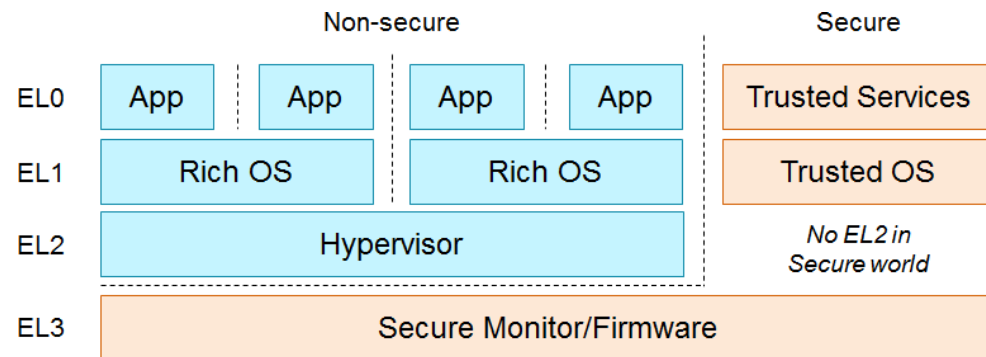 Non-secure Secure
EL0 App App App App Trusted Services
EL1 Rich OS Rich OS Trusted OS
EL2 Hypervisor No EL2 in
Secure world
EL3 Secure Monitor/Firmware